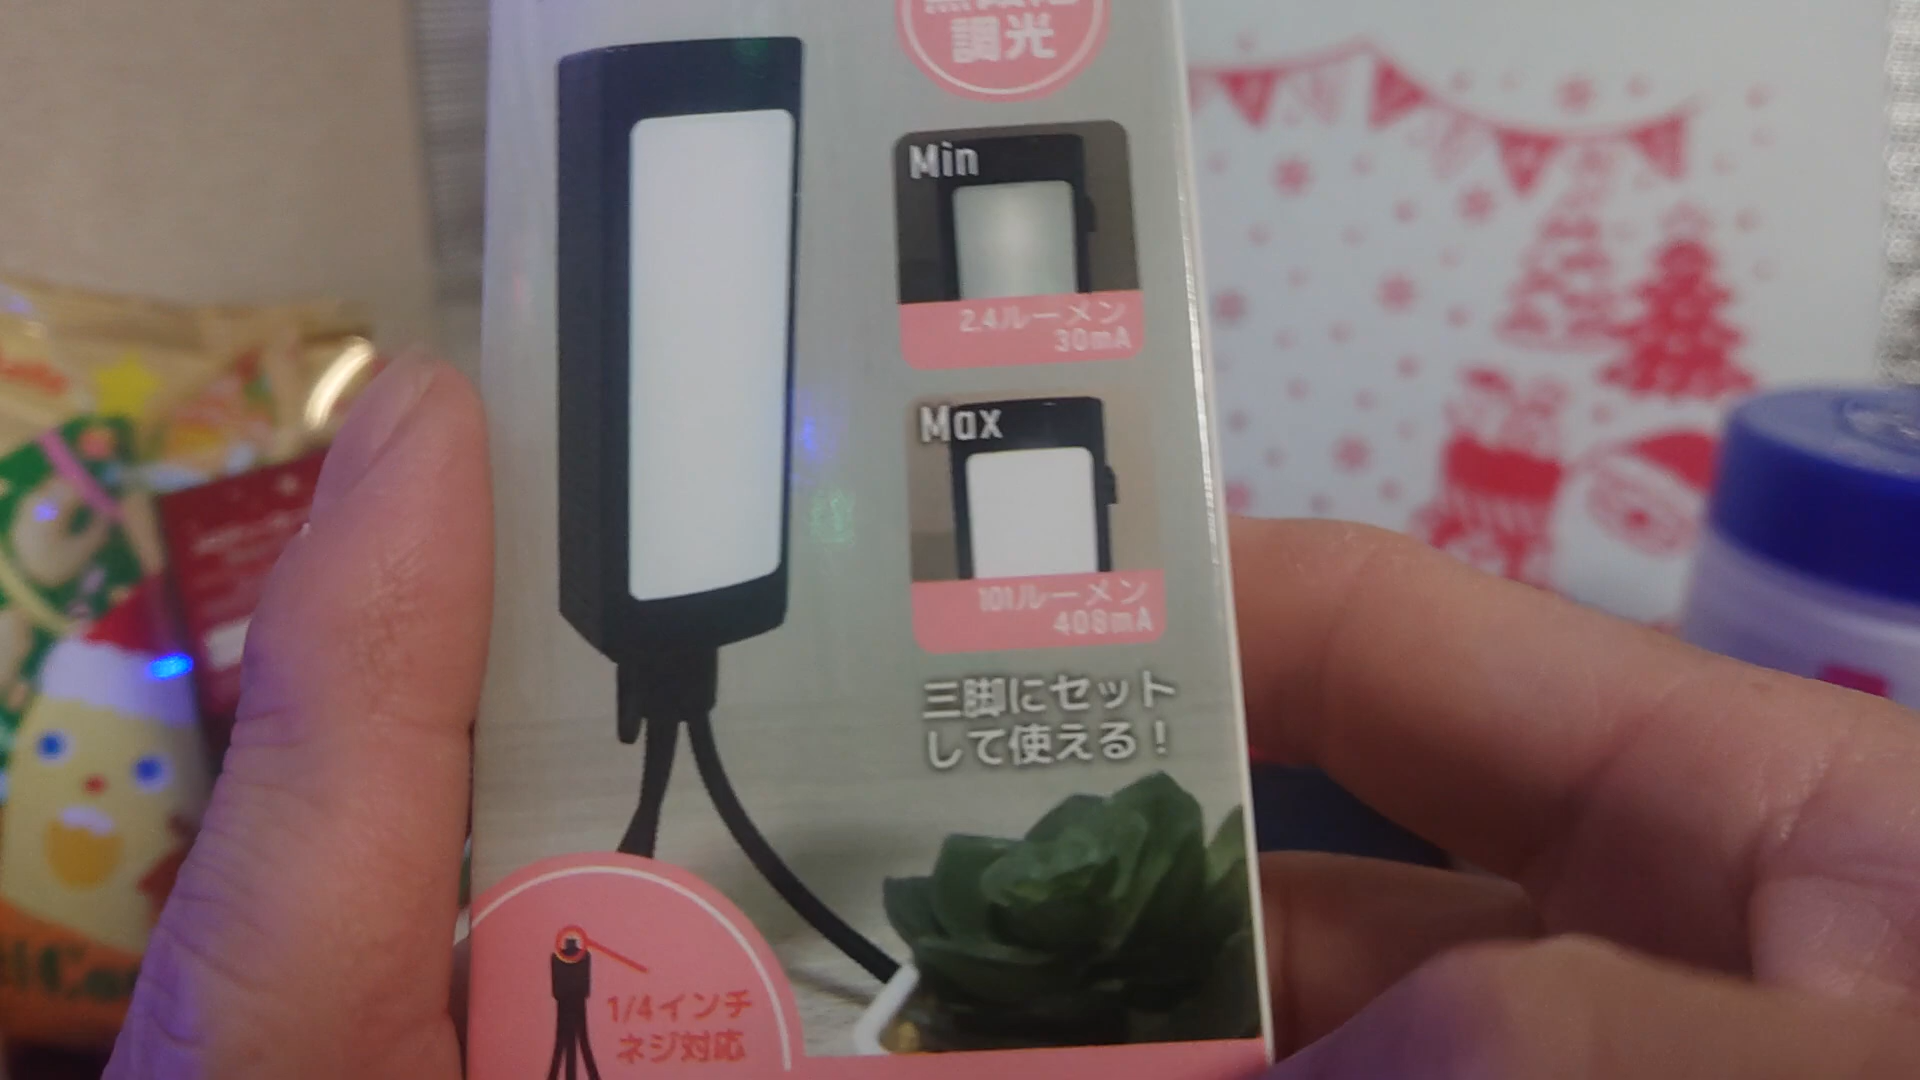 調光
Min
2.4ルーメン
30mA
Max
101ルーメン
408mA
三脚にセット
して使える!
1/4インチ
ネジ対応